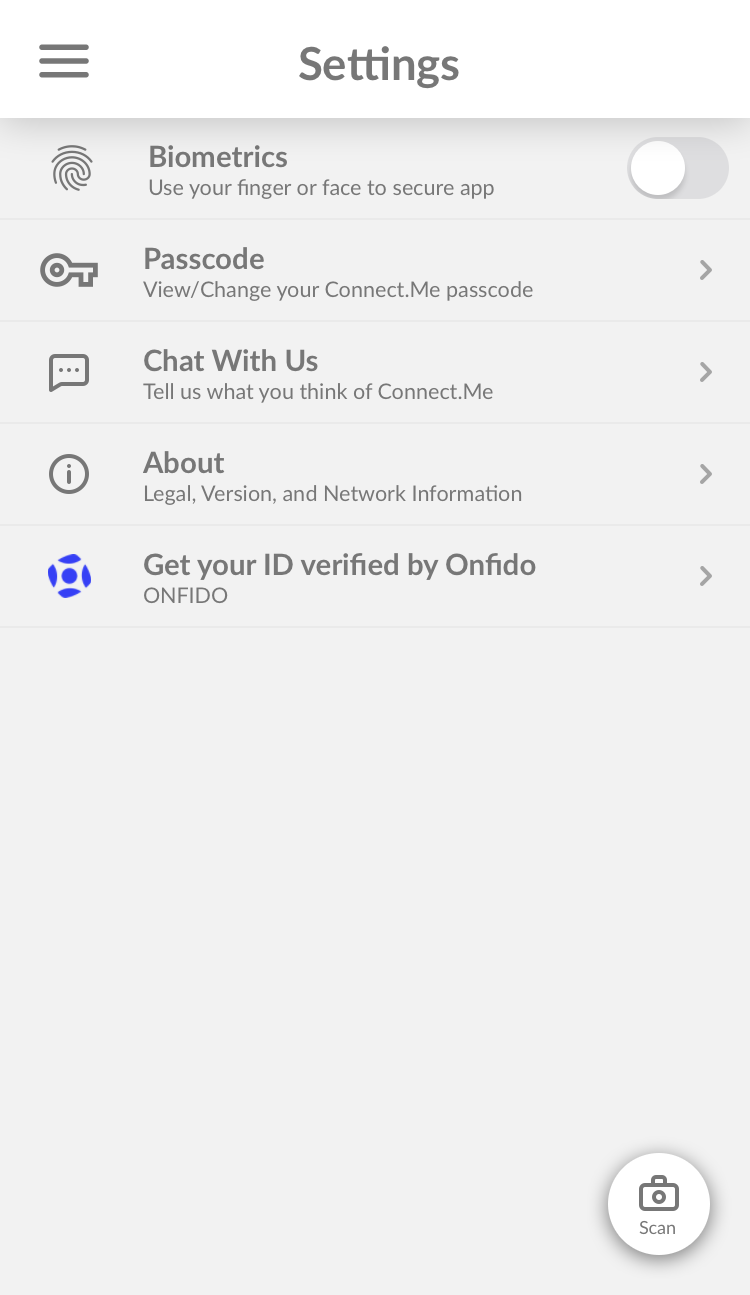 Settings
Biometrics
Use your finger or face to secure app
Passcode
View/Change your Connect.Me passcode
Chat With Us
Tell us what you think of Connect.Me
About
Legal, Version, and Network Information
Get your ID verified by Onfido
ONFIDO
Scan